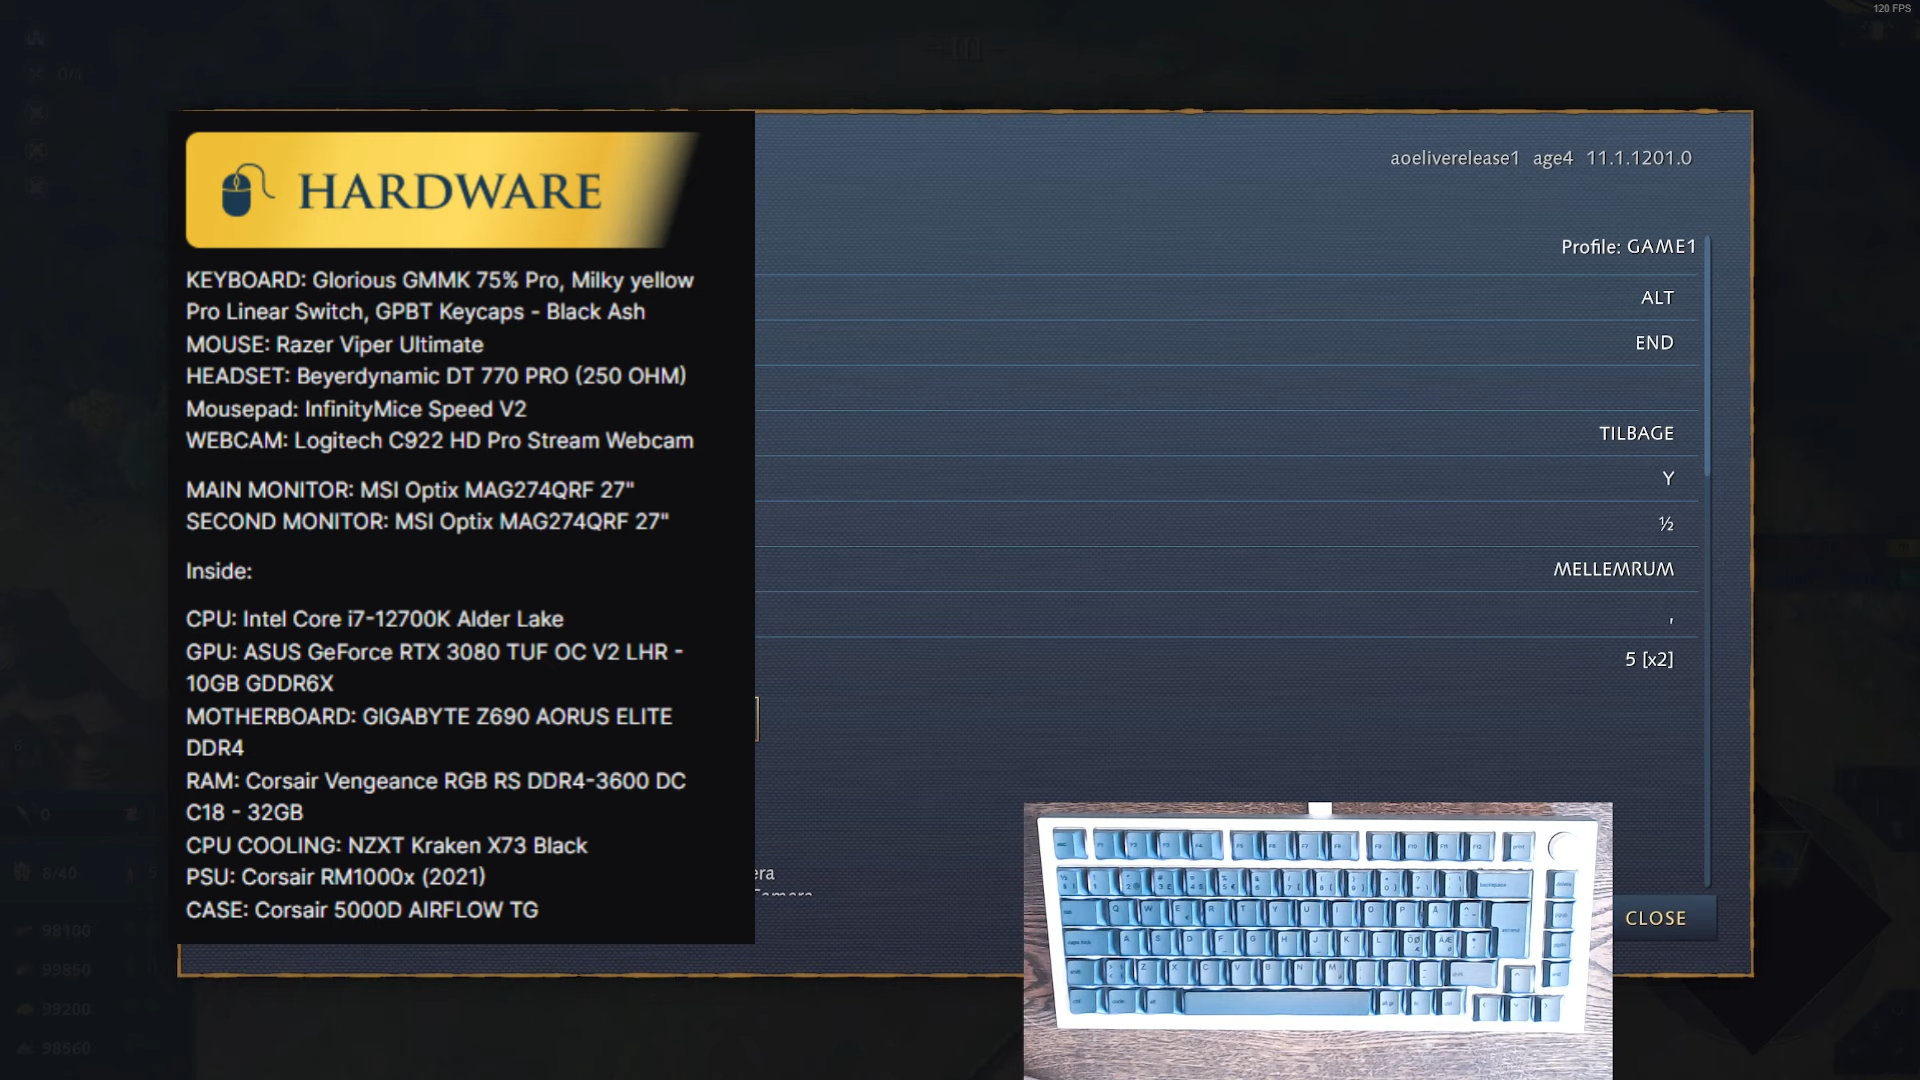 120 FPS
0/1
HARDWARE
KEYBOARD: Glorious GMMK 75% Pro, Milky yellow
Pro Linear Switch, GPBT Keycaps - Black Ash
MOUSE: Razer Viper Ultimate
HEADSET: Beyerdynamic DT 770 PRO (250 OHM)
Mousepad: InfinityMice Speed V2
WEBCAM: Logitech C922 HD Pro Stream Webcam
MAIN MONITOR: MSI Optix MAG274QRF 27"
SECOND MONITOR: MSI Optix MAG274QRF 27"
Inside:
CPU: Intel Core i7-12700K Alder Lake
GPU: ASUS GeForce RTX 3080 TUF OC V2 LHR -
10GB GDDR6X
MOTHERBOARD: GIGABYTE Z690 AORUS ELITE
DDR4
RAM: Corsair Vengeance RGB RS DDR4-3600 DC
C18 - 32GB
CPU COOLING: NZXT Kraken X73 Black
PSU: Corsair RM1000x (2021)
CASE: Corsair 5000D AIRFLOW TG
aoeliverelease1 age4 11.1.1201.0
Profile: GAME1
ALT
END
TILBAGE
Y
½
MELLEMRUM
,
5 [x2]
era
CLOSE
0
8/40 5
98100
99850
99200
98560
Q W E R T Y U I O P Å
A S D F G H J K L
Z X C V B N M